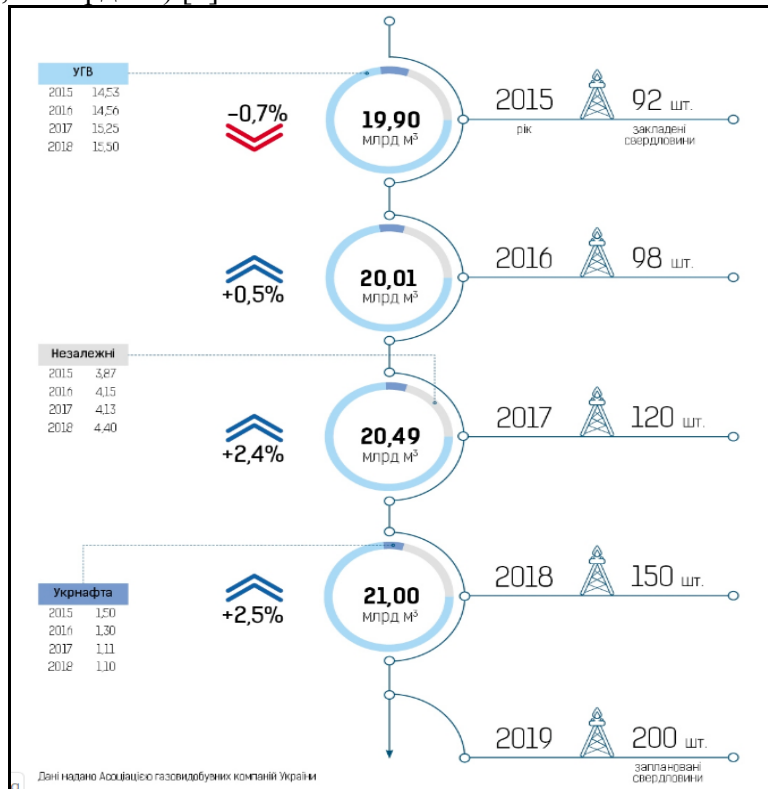 УГВ
2015 14,53
2016 14,56
2017 15,25
2018 15,50
−0,7%
19,90
млрд м³
2015
рік
92 шт.
закладені
свердловини
+0,5%
20,01
млрд м³
2016
98 шт.
Незалежні
2015 3,87
2016 4,15
2017 4,13
2018 4,40
+2,4%
20,49
млрд м³
2017
120 шт.
Укрнафта
2015 1,50
2016 1,30
2017 1,11
2018 1,10
+2,5%
21,00
млрд м³
2018
150 шт.
2019
200 шт.
заплановані
свердловини
Дані надано Асоціацією газовидобувних компаній України